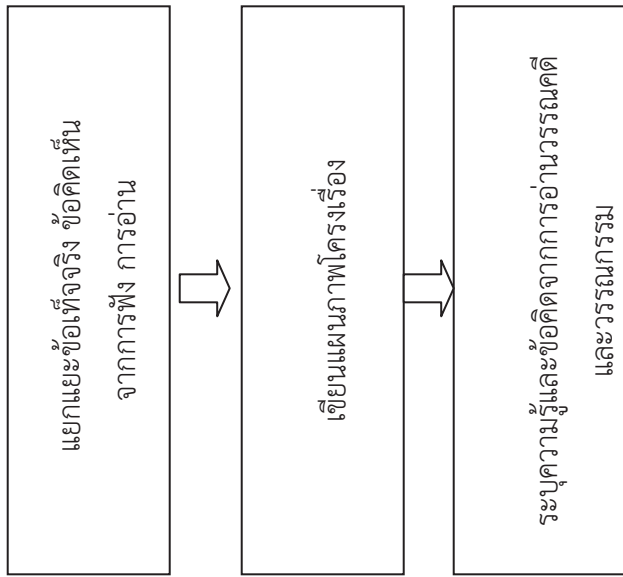 แยกแยะข้อเท็จจริง ข้อคิดเห็น
จากการฟัง การอ่าน
เขียนแผนภาพโครงเรื่อง
ระบุความรู้และข้อคิดจากการอ่านวรรณคดี
และวรรณกรรม